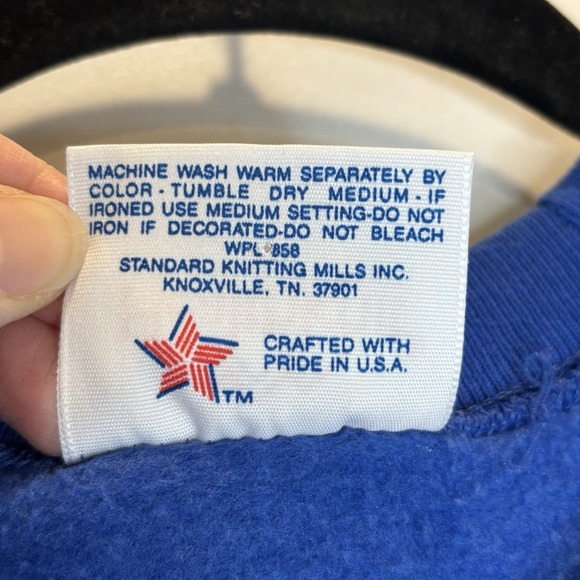 MACHINE WASH WARM SEPARATELY BY
COLOR - TUMBLE DRY MEDIUM - IF
IRONED USE MEDIUM SETTING-DO NOT
IRON IF DECORATED-DO NOT BLEACH
WPL 858
STANDARD KNITTING MILLS INC.
KNOXVILLE, TN. 37901
CRAFTED WITH
PRIDE IN U.S.A.
TM